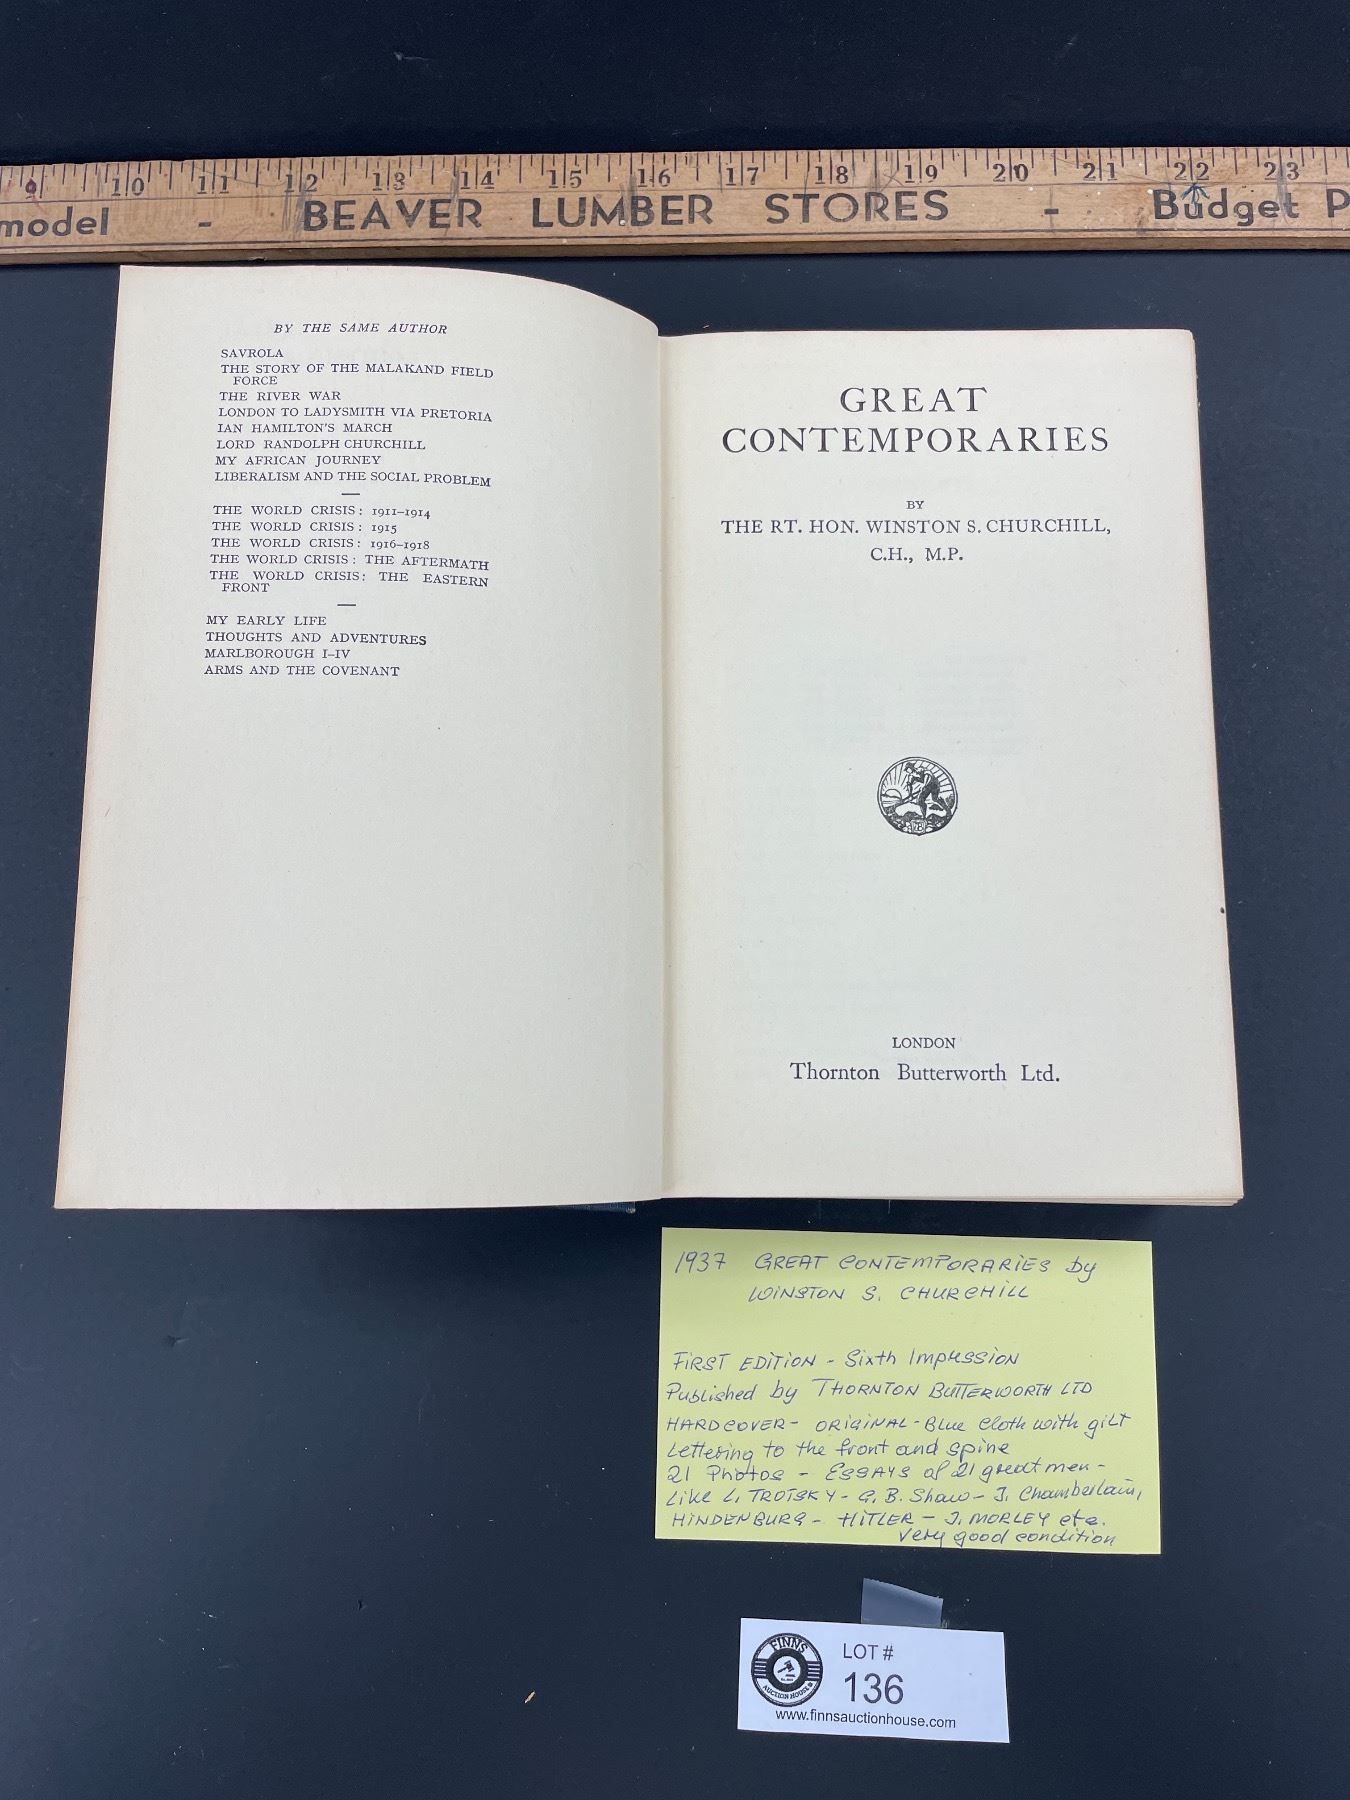 9 10 11 12 13 14 15 16 17 18 19 20 21 22 23
model - BEAVER LUMBER STORES - Budget P
BY THE SAME AUTHOR
SAVROLA
THE STORY OF THE MALAKAND FIELD
FORCE
THE RIVER WAR
LONDON TO LADYSMITH VIA PRETORIA
IAN HAMILTON'S MARCH
LORD RANDOLPH CHURCHILL
MY AFRICAN JOURNEY
LIBERALISM AND THE SOCIAL PROBLEM
THE WORLD CRISIS: 1911–1914
THE WORLD CRISIS: 1915
THE WORLD CRISIS: 1916–1918
THE WORLD CRISIS: THE AFTERMATH
THE WORLD CRISIS: THE EASTERN
FRONT
MY EARLY LIFE
THOUGHTS AND ADVENTURES
MARLBOROUGH I–IV
ARMS AND THE COVENANT
GREAT
CONTEMPORARIES
BY
THE RT. HON. WINSTON S. CHURCHILL,
C.H., M.P.
LONDON
Thornton Butterworth Ltd.
1937 GREAT CONTEMPORARIES by
WINSTON S. CHURCHILL
FIRST EDITION - Sixth Impression
Published by THORNTON BUTTERWORTH LTD
HARDCOVER - ORIGINAL - Blue Cloth with gilt
Lettering to the front and spine
21 Photos - ESSAYS of 21 great men -
Like L. TROTSKY - G. B. Shaw - J. Chamberlain,
HINDENBURG - HITLER - J. MORLEY etc.
very good condition
FINNS
AUCTION HOUSE
LOT #
136
www.finnsauctionhouse.com